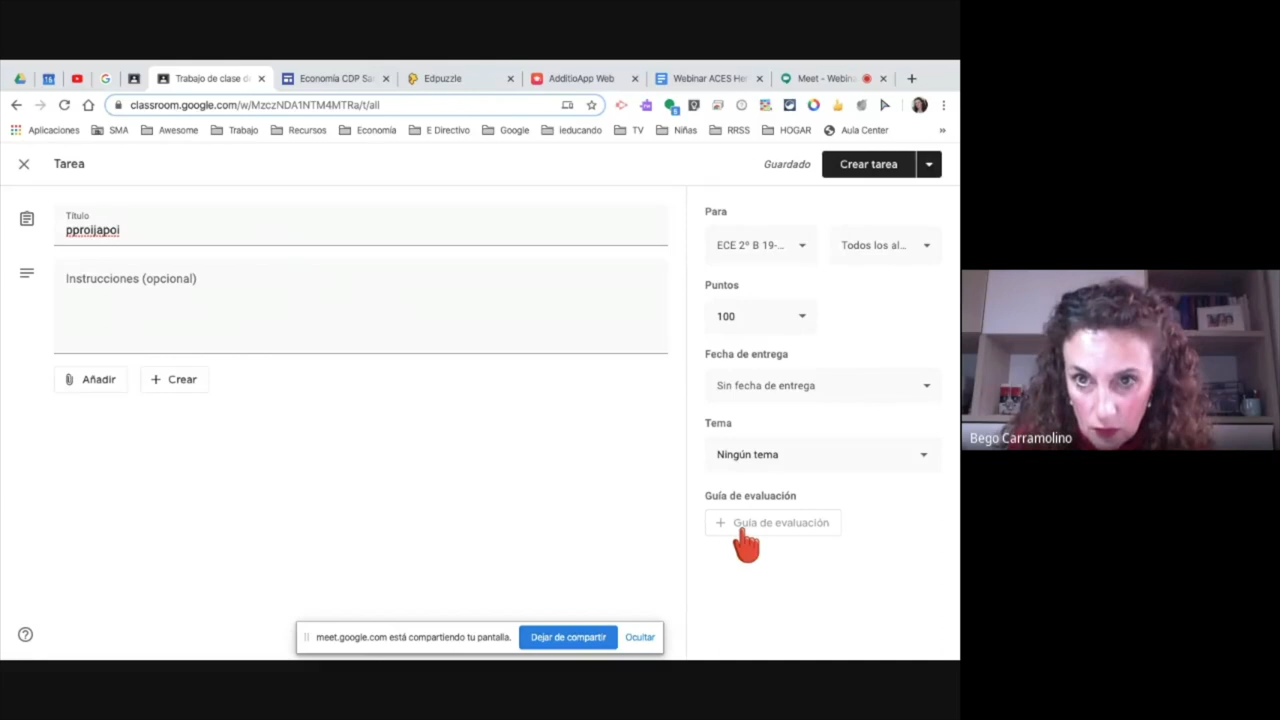 16
Trabajo de clase de
Economía CDP Sa
Edpuzzle
AdditioApp Web
Webinar ACES He
Meet - Webin
classroom.google.com/w/MzczNDA1NTM4MTRa/t/all
Aplicaciones
SMA
Awesome
Trabajo
Recursos
Economía
E Directivo
Google
ieducando
TV
Niñas
RRSS
HOGAR
Aula Center
»
Tarea
Guardado
Crear tarea
Título
pproijapoi
Instrucciones (opcional)
Añadir
+ Crear
Para
ECE 2º B 19-...
Todos los al...
Puntos
100
Fecha de entrega
Sin fecha de entrega
Tema
Ningún tema
Guía de evaluación
+ Guía de evaluación
meet.google.com está compartiendo tu pantalla.
Dejar de compartir
Ocultar
Bego Carramolino